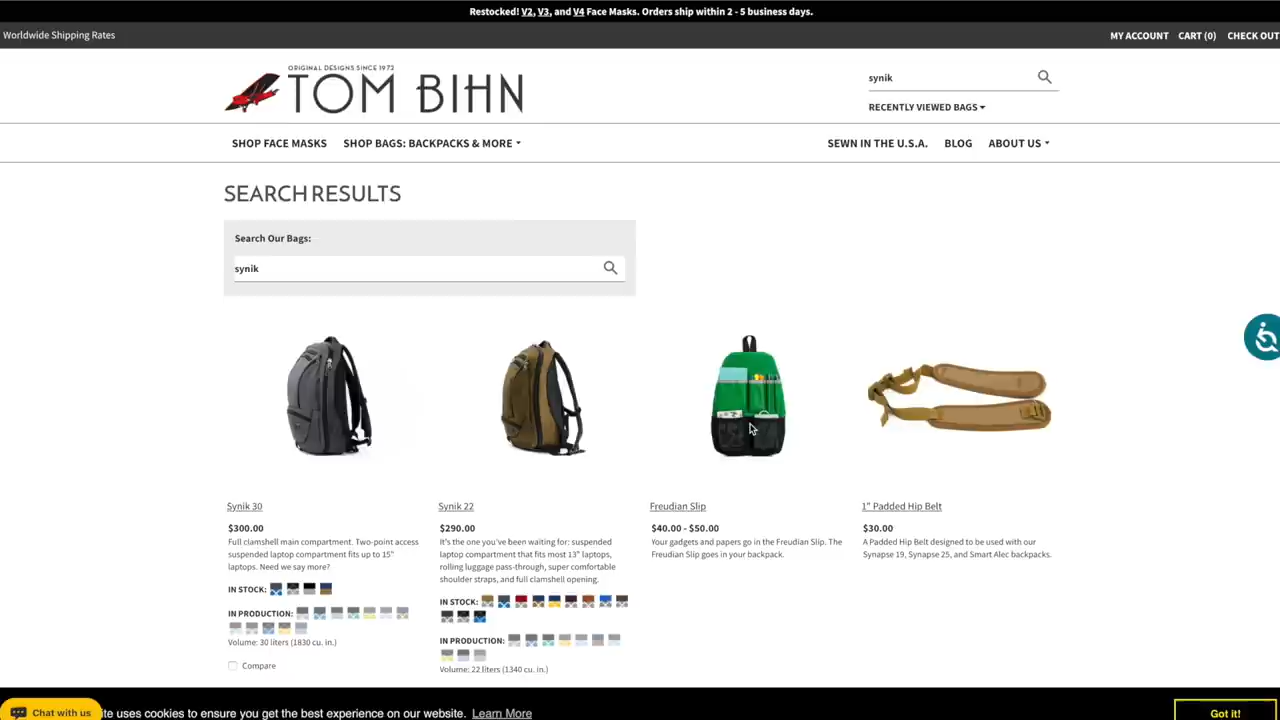 Restocked! V2, V3, and V4 Face Masks. Orders ship within 2 - 5 business days.
Worldwide Shipping Rates
MY ACCOUNT CART (0) CHECK OUT
ORIGINAL DESIGNS SINCE 1972
TOM BIHN
synik
RECENTLY VIEWED BAGS
SHOP FACE MASKS SHOP BAGS: BACKPACKS & MORE SEWN IN THE U.S.A. BLOG ABOUT US
SEARCH RESULTS
Search Our Bags:
synik
Synik 30
$300.00
Full clamshell main compartment. Two-point access
suspended laptop compartment fits up to 15"
laptops. Need we say more?
IN STOCK:
IN PRODUCTION:
Volume: 30 liters (1830 cu. in.)
Compare
Synik 22
$290.00
It's the one you've been waiting for: suspended
laptop compartment that fits most 13" laptops,
rolling luggage pass-through, super comfortable
shoulder straps, and full clamshell opening.
IN STOCK:
IN PRODUCTION:
Volume: 22 liters (1340 cu. in.)
Freudian Slip
$40.00 - $50.00
Your gadgets and papers go in the Freudian Slip. The
Freudian Slip goes in your backpack.
1" Padded Hip Belt
$30.00
A Padded Hip Belt designed to be used with our
Synapse 19, Synapse 25, and Smart Alec backpacks.
Chat with us
ite uses cookies to ensure you get the best experience on our website. Learn More
Got it!